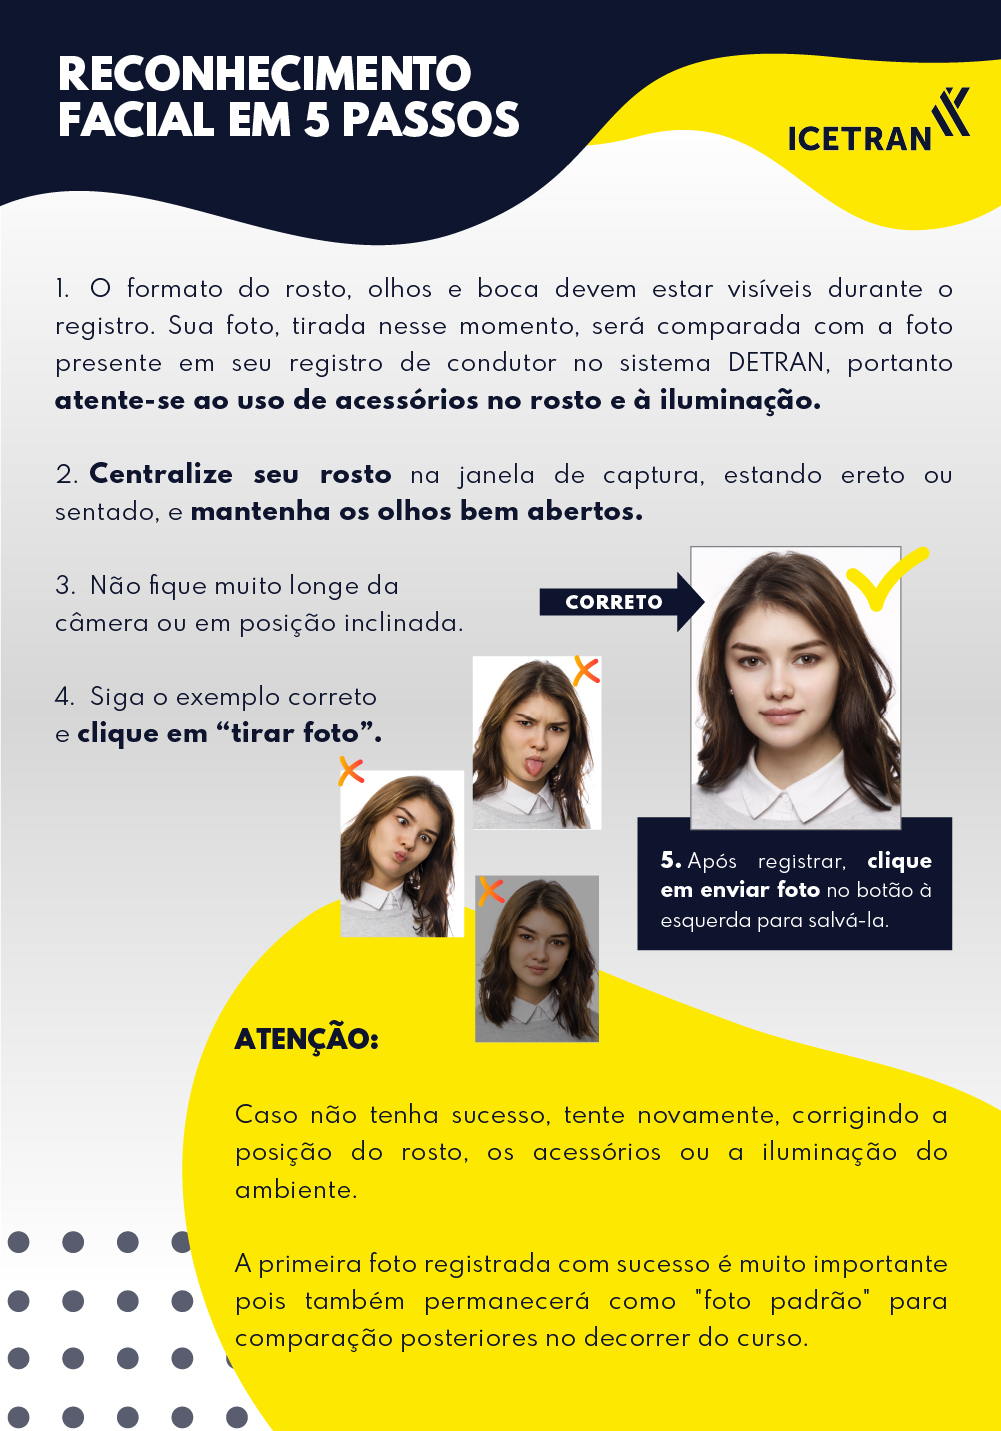 RECONHECIMENTO
FACIAL EM 5 PASSOS
ICETRAN
1. O formato do rosto, olhos e boca devem estar visíveis durante o
registro. Sua foto, tirada nesse momento, será comparada com a foto
presente em seu registro de condutor no sistema DETRAN, portanto
atente-se ao uso de acessórios no rosto e à iluminação.
2. Centralize seu rosto na janela de captura, estando ereto ou
sentado, e mantenha os olhos bem abertos.
3. Não fique muito longe da
câmera ou em posição inclinada.
CORRETO
4. Siga o exemplo correto
e clique em “tirar foto”.
5. Após registrar, clique
em enviar foto no botão à
esquerda para salvá-la.
ATENÇÃO:
Caso não tenha sucesso, tente novamente, corrigindo a
posição do rosto, os acessórios ou a iluminação do
ambiente.
A primeira foto registrada com sucesso é muito importante
pois também permanecerá como "foto padrão" para
comparação posteriores no decorrer do curso.